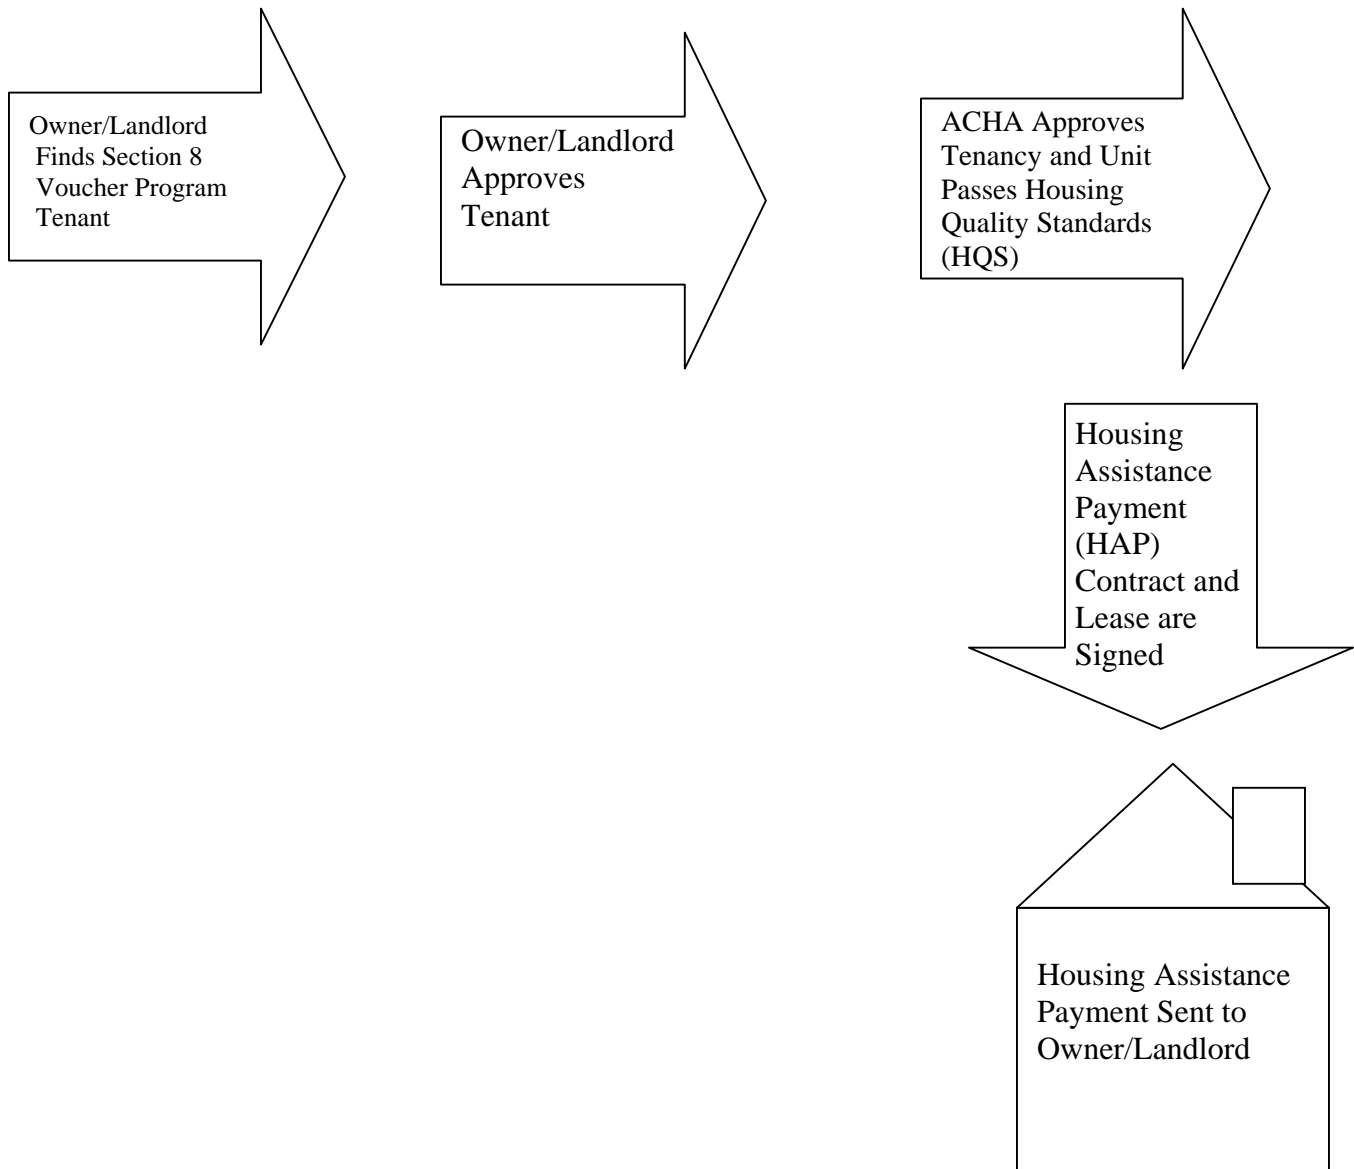 Owner/Landlord
Finds Section 8
Voucher Program
Tenant
Owner/Landlord
Approves
Tenant
ACHA Approves
Tenancy and Unit
Passes Housing
Quality Standards
(HQS)
Housing
Assistance
Payment
(HAP)
Contract and
Lease are
Signed
Housing Assistance
Payment Sent to
Owner/Landlord